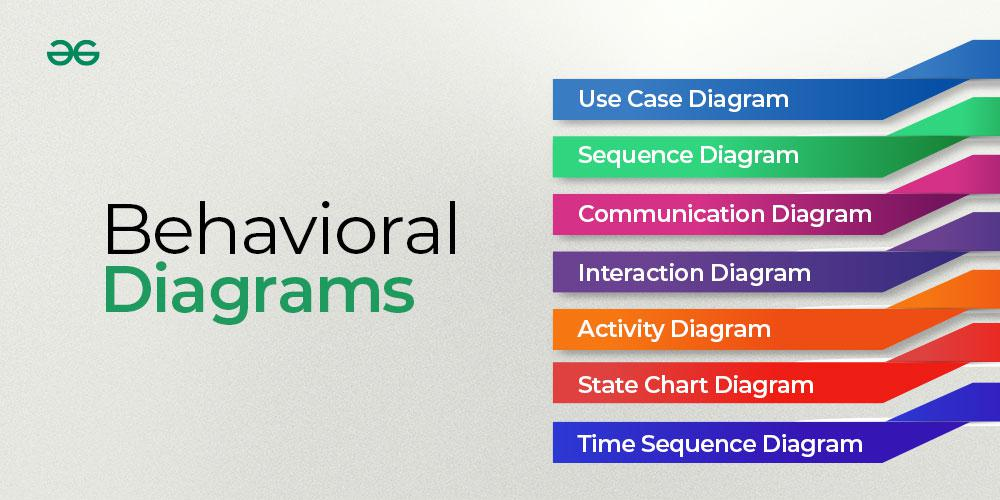 Behavioral
Diagrams
Use Case Diagram
Sequence Diagram
Communication Diagram
Interaction Diagram
Activity Diagram
State Chart Diagram
Time Sequence Diagram